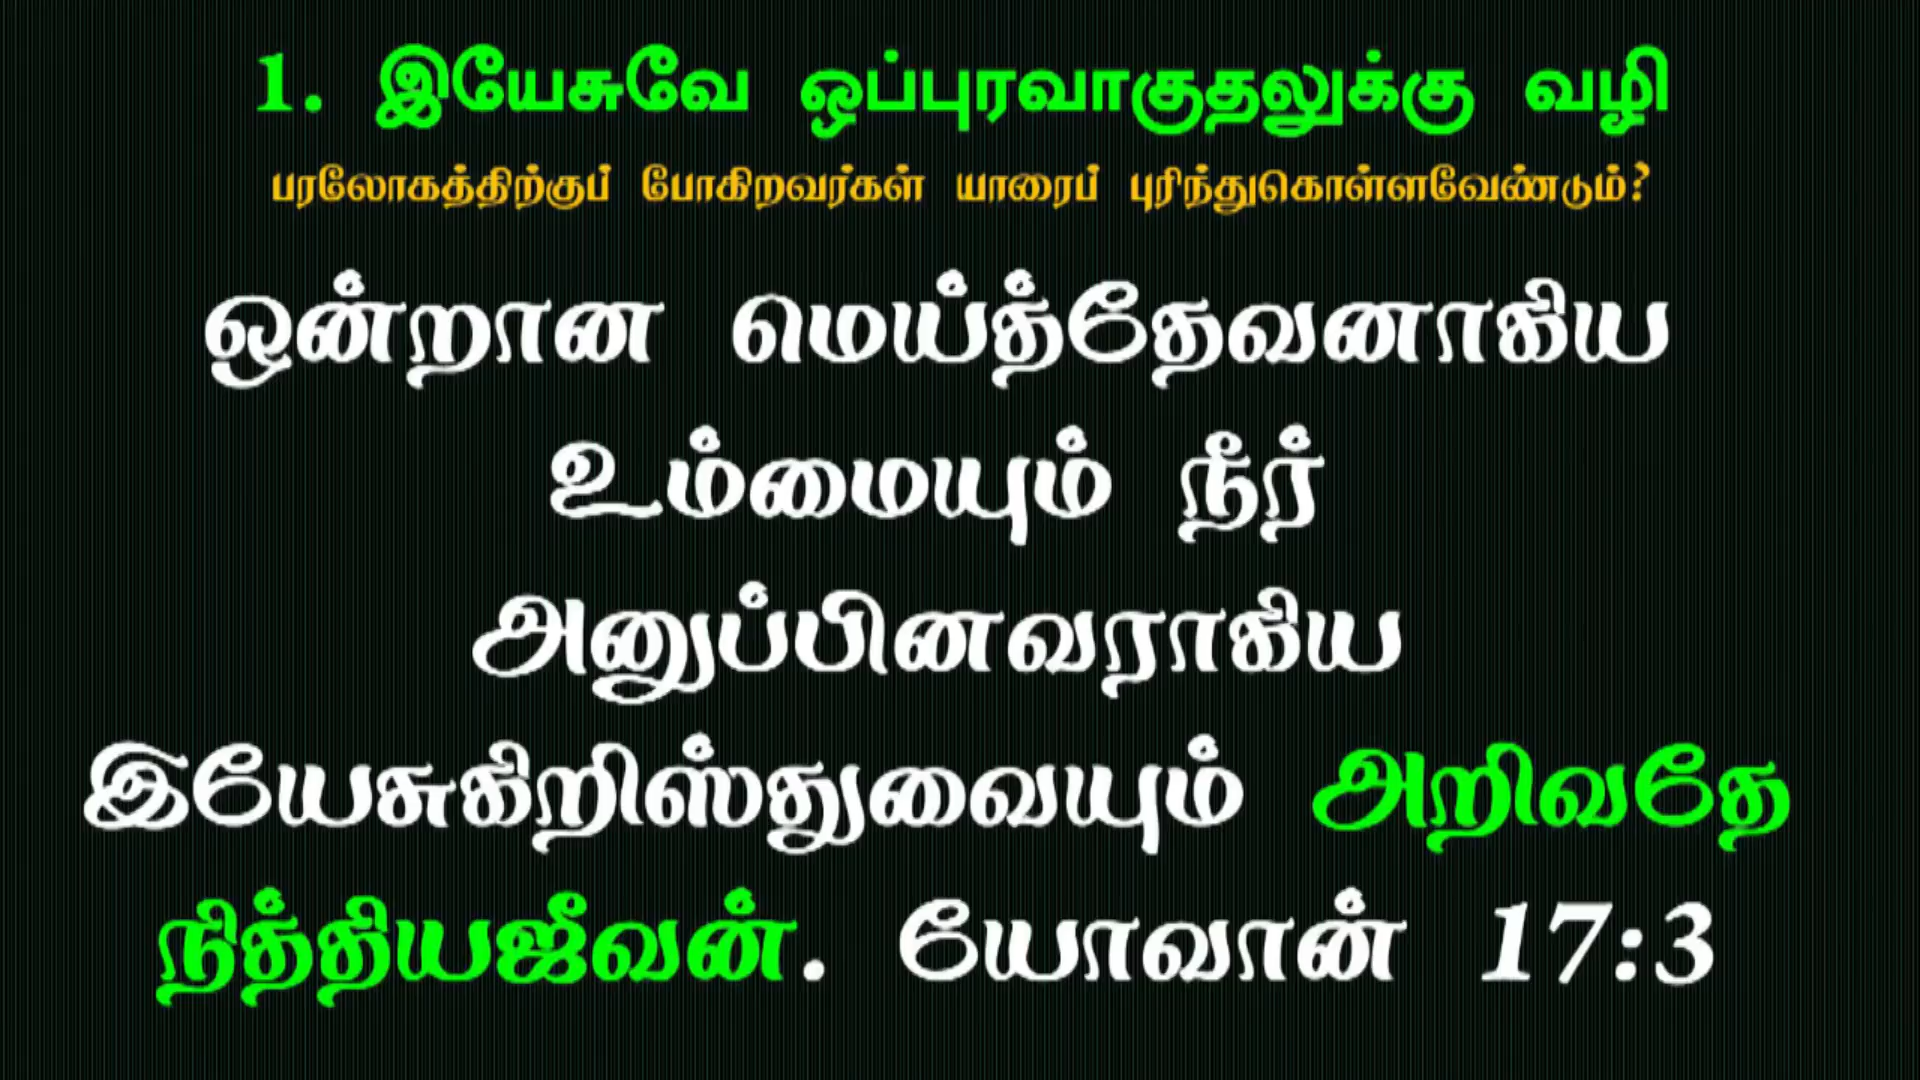 1. இயேசுவே ஒப்புரவாகுதலுக்கு வழி
பரலோகத்திற்குப் போகிறவர்கள் யாரைப் புரிந்துகொள்ளவேண்டும்?
ஒன்றான மெய்த்தேவனாகிய
உம்மையும் நீர்
அனுப்பினவராகிய
இயேசுகிறிஸ்துவையும் அறிவதே
நித்தியஜீவன். யோவான் 17:3